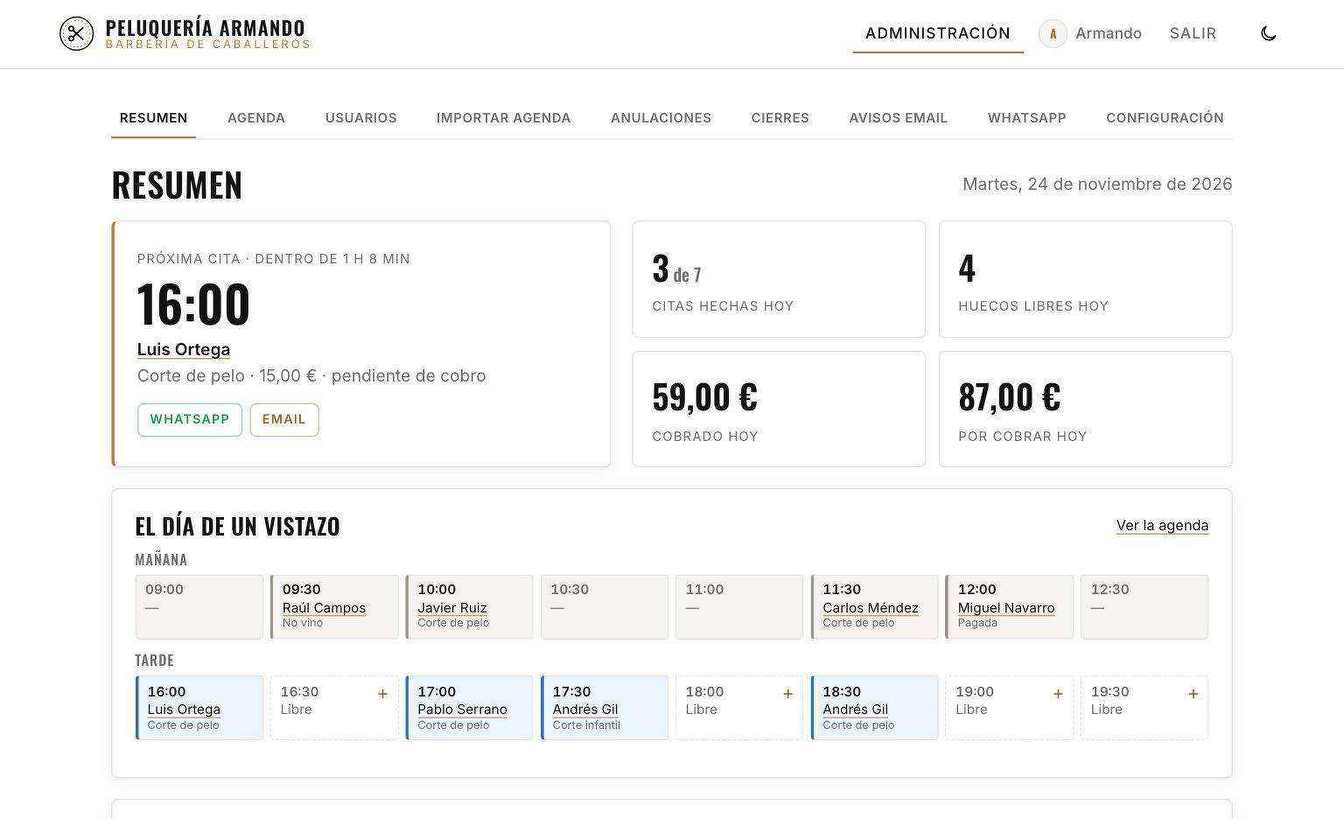 PELUQUERÍA ARMANDO
BARBERÍA DE CABALLEROS
ADMINISTRACIÓN
A
Armando
SALIR
RESUMEN
AGENDA
USUARIOS
IMPORTAR AGENDA
ANULACIONES
CIERRES
AVISOS EMAIL
WHATSAPP
CONFIGURACIÓN
RESUMEN
Martes, 24 de noviembre de 2026
PRÓXIMA CITA · DENTRO DE 1 H 8 MIN
16:00
Luis Ortega
Corte de pelo · 15,00 € · pendiente de cobro
WHATSAPP
EMAIL
3 de 7
CITAS HECHAS HOY
4
HUECOS LIBRES HOY
59,00 €
COBRADO HOY
87,00 €
POR COBRAR HOY
EL DÍA DE UN VISTAZO
Ver la agenda
MAÑANA
09:00
—
09:30
Raúl Campos
No vino
10:00
Javier Ruiz
Corte de pelo
10:30
—
11:00
—
11:30
Carlos Méndez
Corte de pelo
12:00
Miguel Navarro
Pagada
12:30
—
TARDE
16:00
Luis Ortega
Corte de pelo
16:30
+
Libre
17:00
Pablo Serrano
Corte de pelo
17:30
Andrés Gil
Corte infantil
18:00
+
Libre
18:30
Andrés Gil
Corte de pelo
19:00
+
Libre
19:30
+
Libre